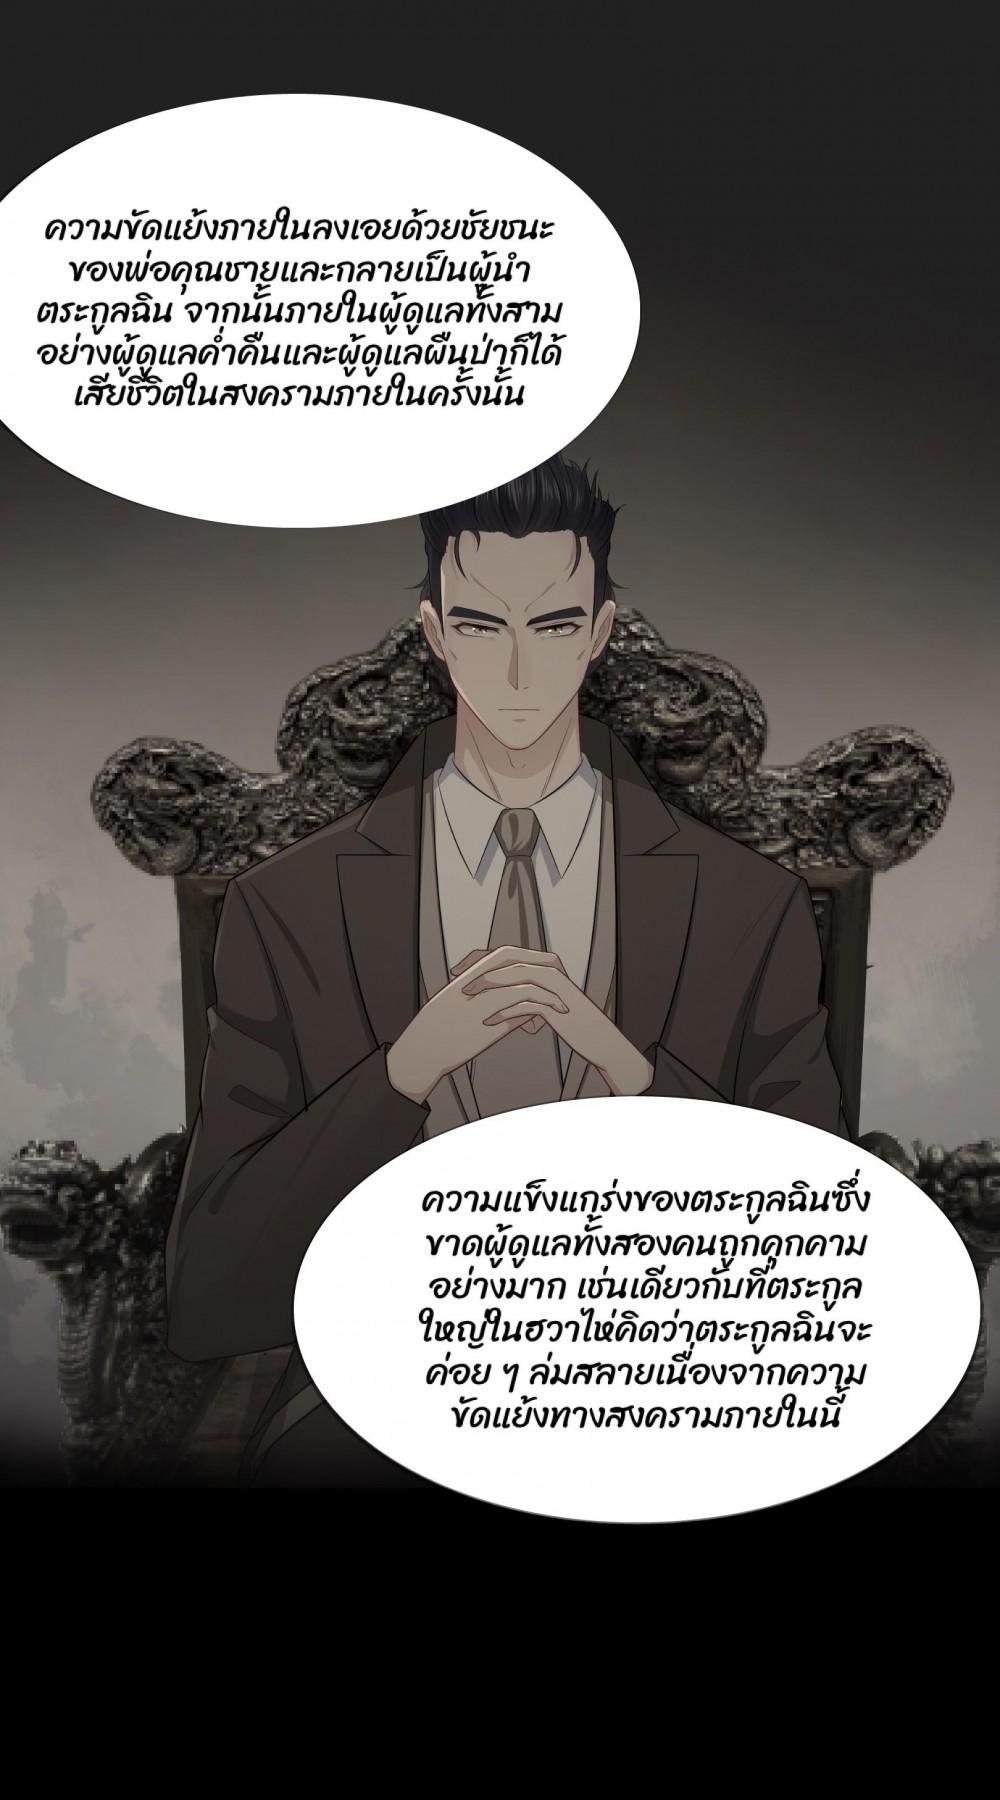 ความขัดแย้งภายในลงเอยด้วยชัยชนะ
ของพ่อคุณชายและกลายเป็นผู้นำ
ตระกูลฉิน จากนั้นภายในผู้ดูแลทั้งสาม
อย่างผู้ดูแลค่ำคืนและผู้ดูแลผืนป่าก็ได้
เสียชีวิตในสงครามภายในครั้งนั้น
ความแข็งแกร่งของตระกูลฉินซึ่ง
ขาดผู้ดูแลทั้งสองคนถูกคุกคาม
อย่างมาก เช่นเดียวกับที่ตระกูล
ใหญ่ในฮวาไห่คิดว่าตระกูลฉินจะ
ค่อย ๆ ล่มสลายเนื่องจากความ
ขัดแย้งทางสงครามภายในนี้